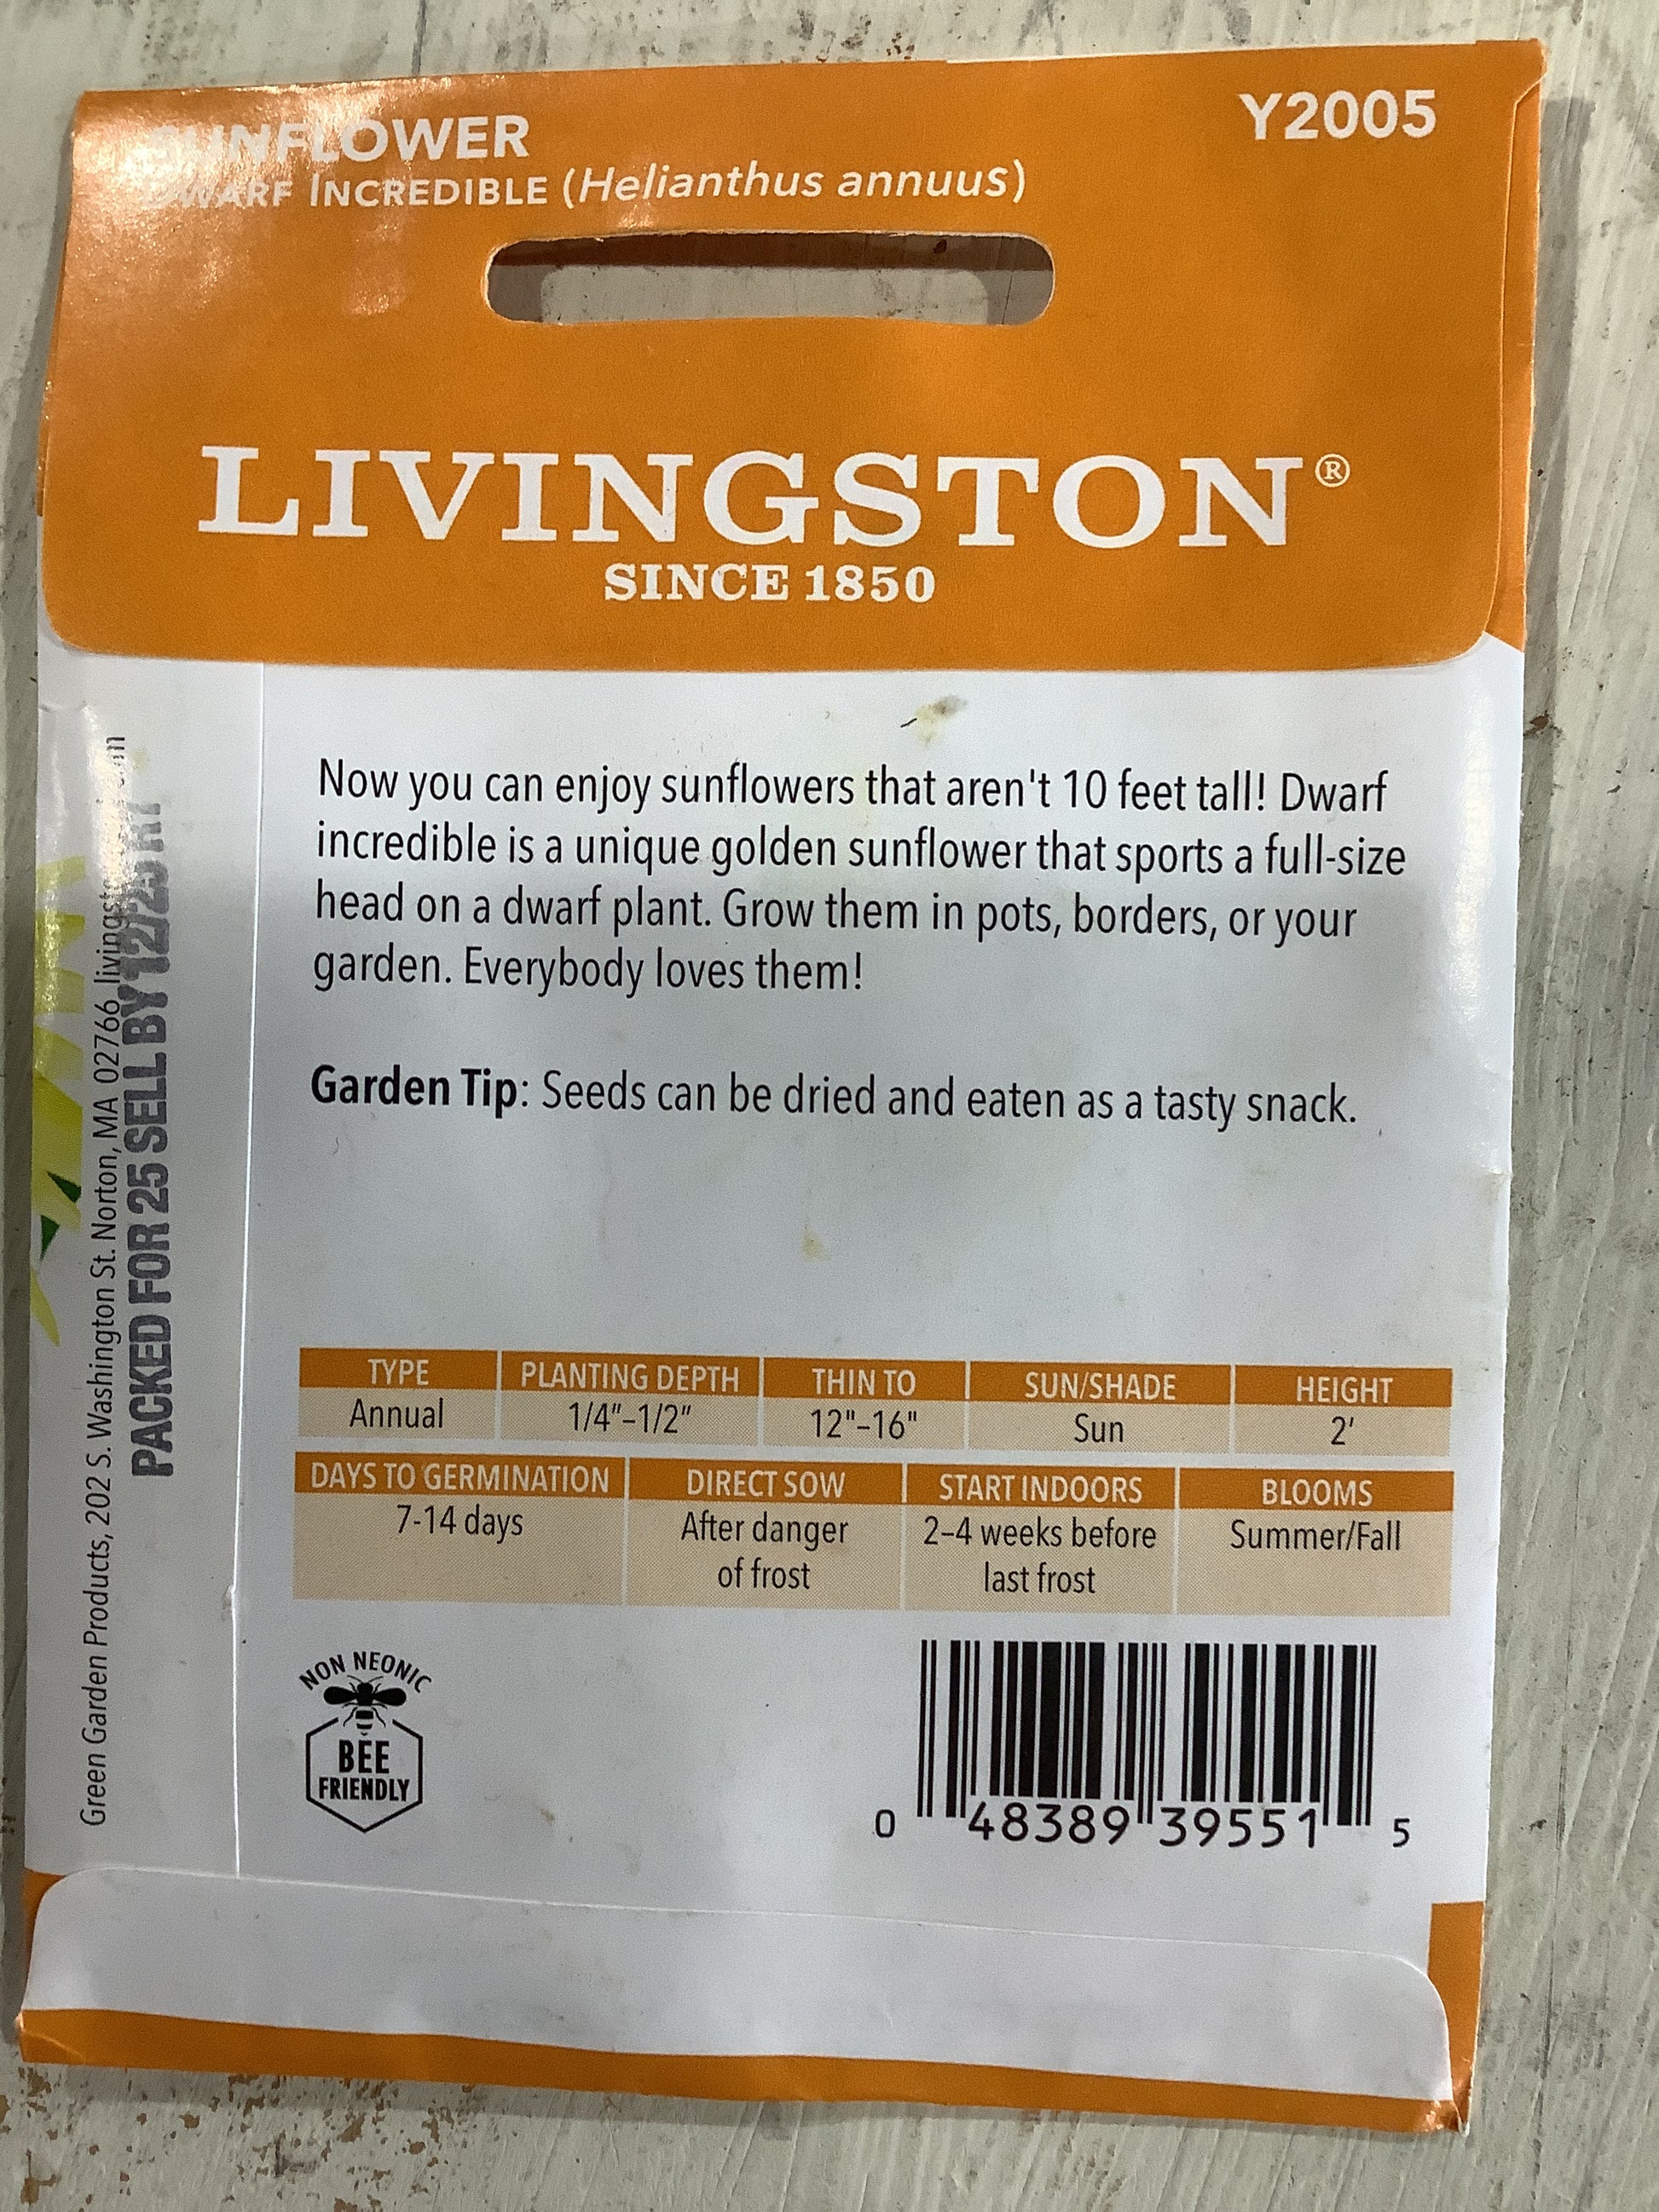 SUNFLOWER
Y2005
DWARF INCREDIBLE (Helianthus annuus)
LIVINGSTON®
SINCE 1850
Now you can enjoy sunflowers that aren't 10 feet tall! Dwarf
incredible is a unique golden sunflower that sports a full-size
head on a dwarf plant. Grow them in pots, borders, or your
garden. Everybody loves them!
Garden Tip: Seeds can be dried and eaten as a tasty snack.
TYPE PLANTING DEPTH THIN TO SUN/SHADE HEIGHT
Annual 1/4"–1/2" 12"–16" Sun 2'
DAYS TO GERMINATION DIRECT SOW START INDOORS BLOOMS
7-14 days After danger 2–4 weeks before Summer/Fall
of frost last frost
NON NEONIC
BEE
FRIENDLY
0 48389 39551 5
Green Garden Products, 202 S. Washington St. Norton, MA 02766
PACKED FOR 25 SELL BY 12/25